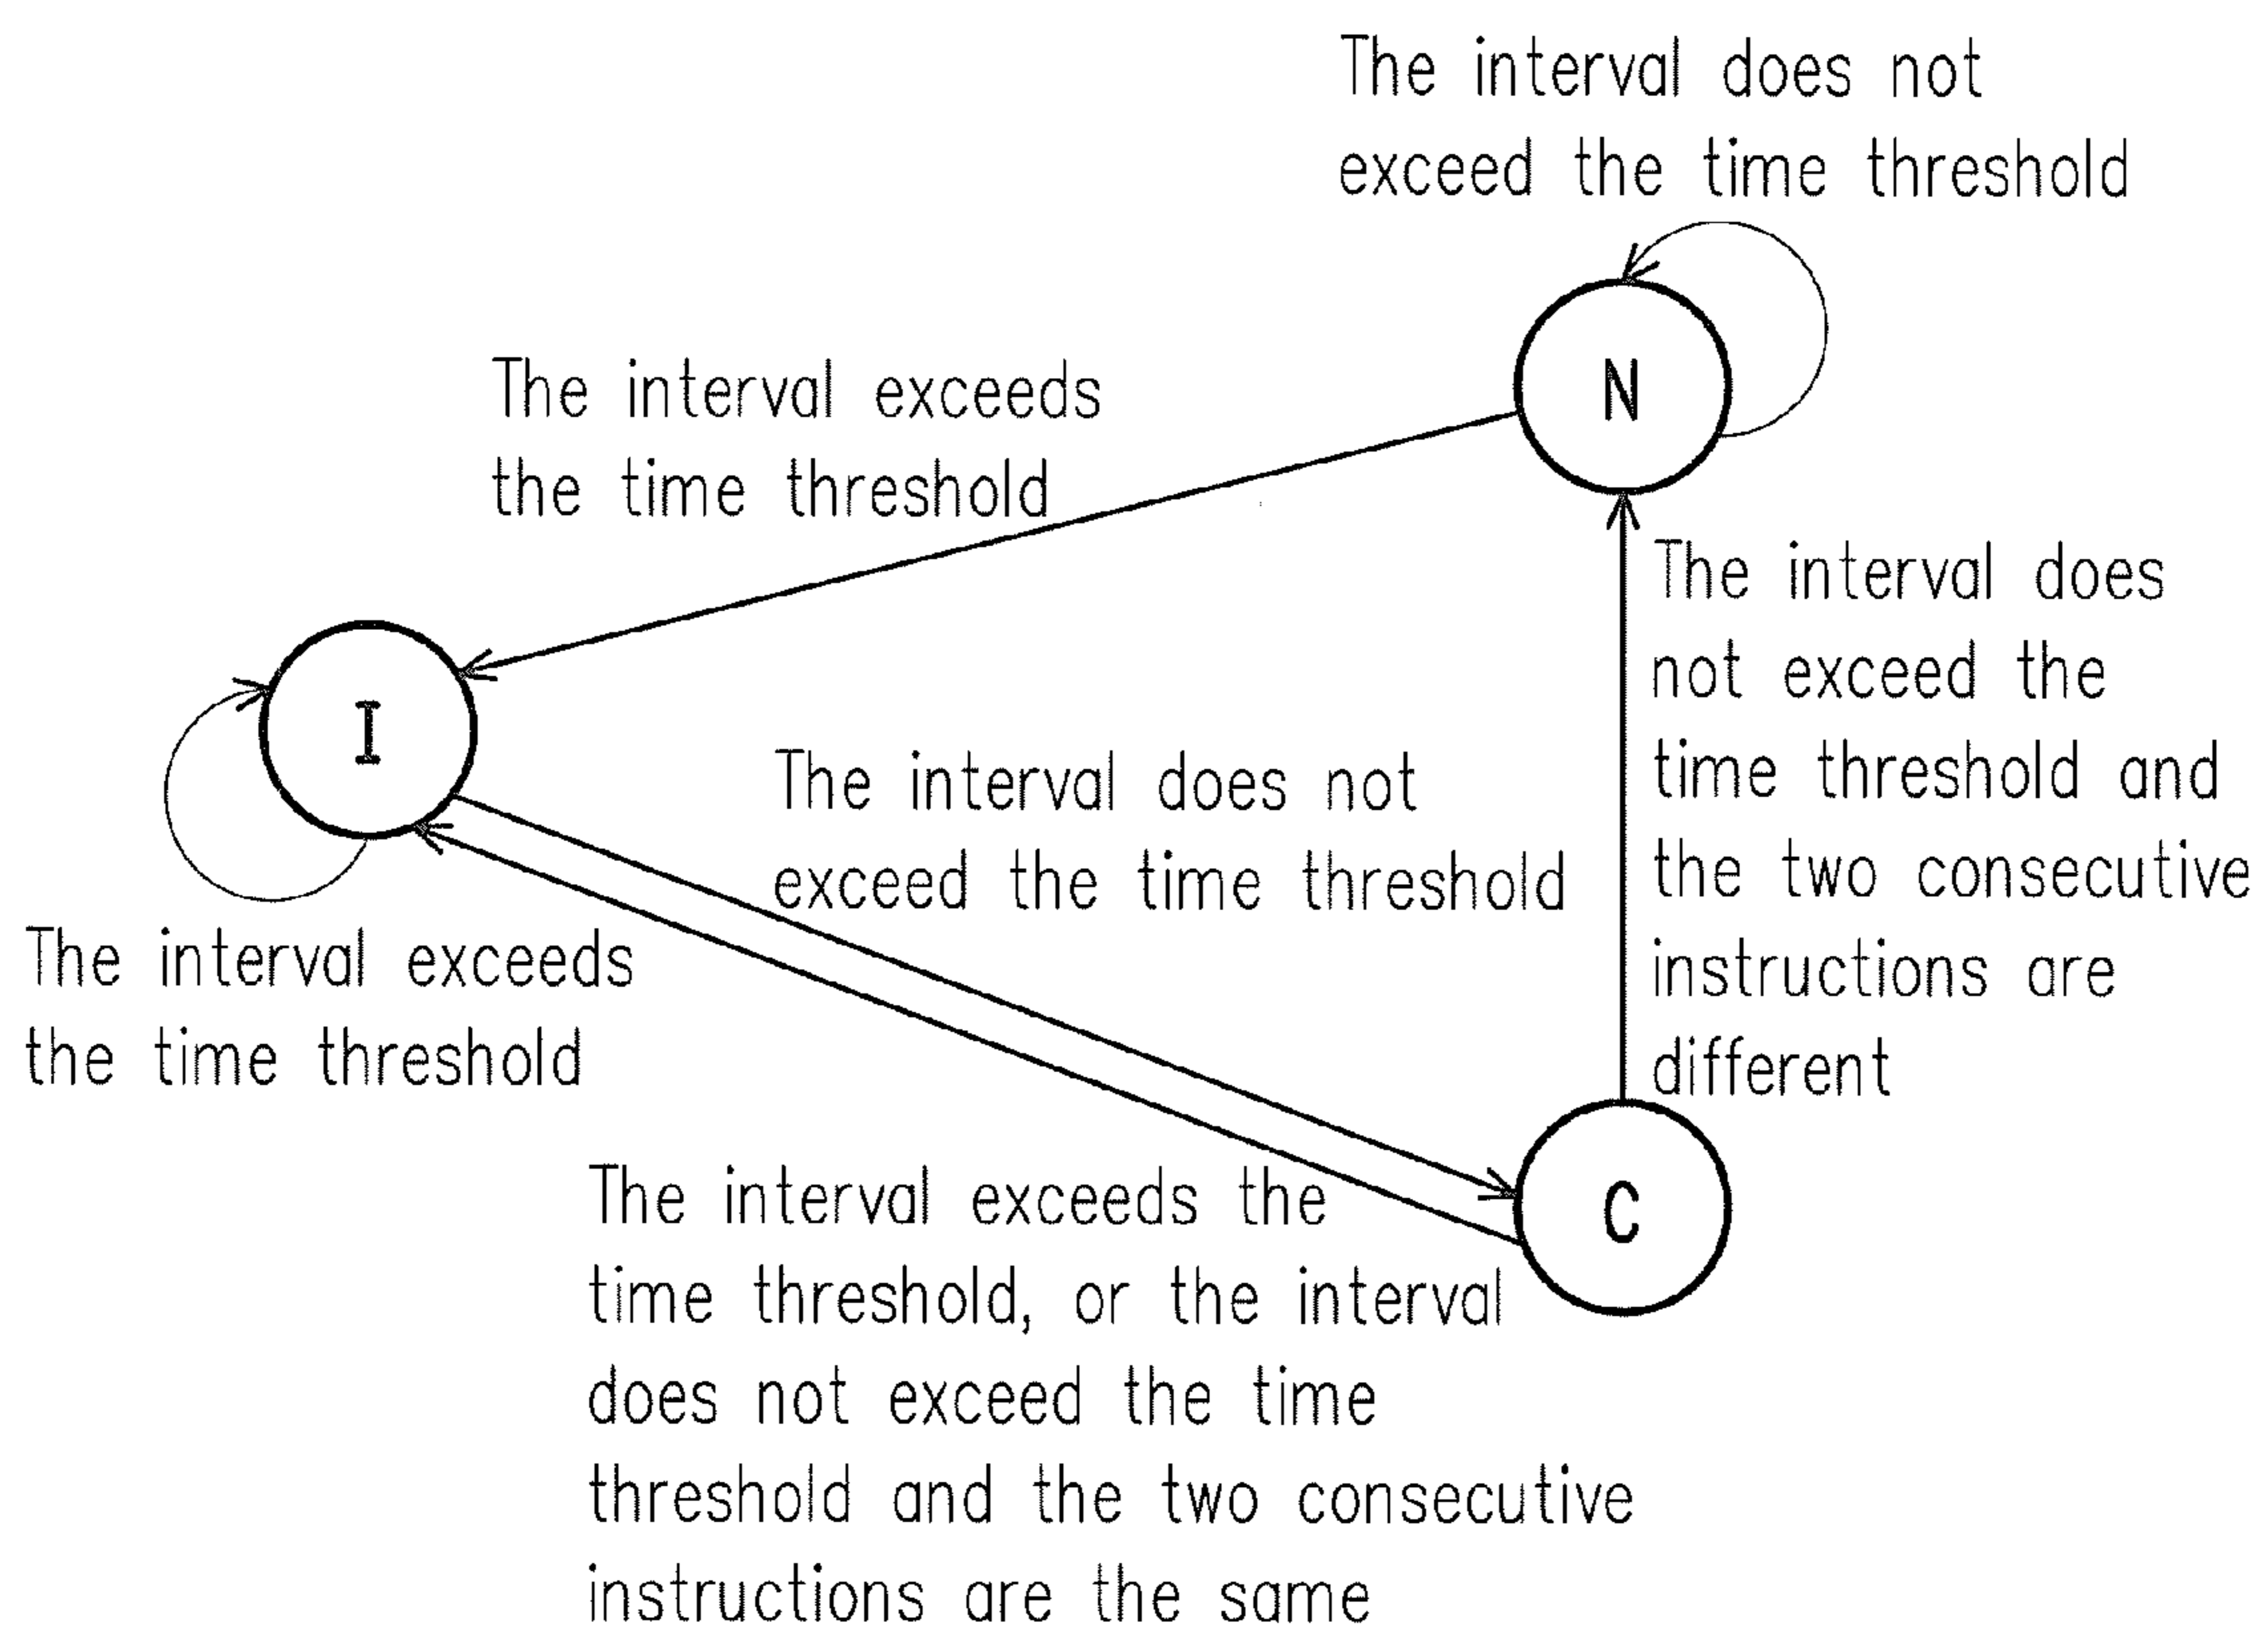 The interval does not
exceed the time threshold
N
The interval exceeds
the time threshold
The interval does
not exceed the
time threshold and
the two consecutive
instructions are
different
I
The interval does not
exceed the time threshold
The interval exceeds
the time threshold
C
The interval exceeds the
time threshold, or the interval
does not exceed the time
threshold and the two consecutive
instructions are the same